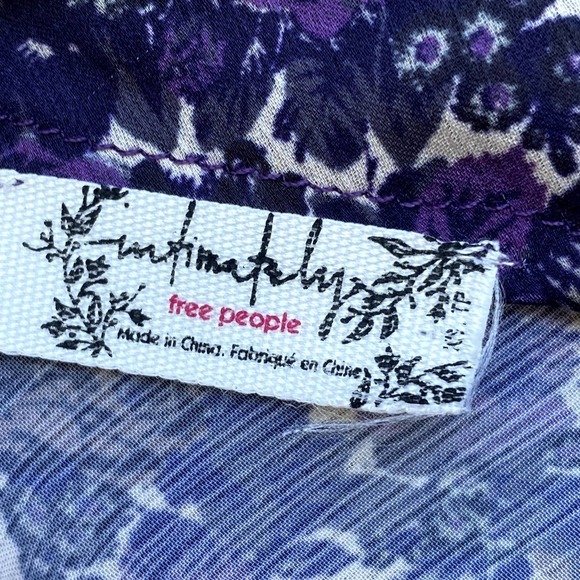 intimately
free people
Made in China. Fabriqué en Chine